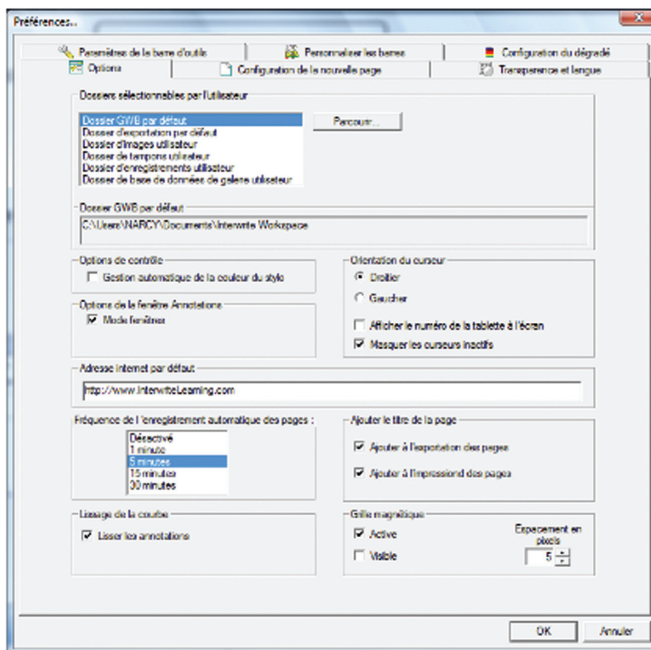 Préférences...
Paramètres de la barre d'outils
Personnaliser les barres
Configuration du dégradé
Options
Configuration de la nouvelle page
Transparence et langue
Dossiers sélectionnables par l'utilisateur
Dossier GWB par défaut
Dossier d'exportation par défaut
Dossier d'images utilisateur
Dossier de tampons utilisateur
Dossier d'enregistrements utilisateur
Dossier de base de données de galerie utilisateur
Parcourir...
Dossier GWB par défaut
C:\Users\NARCY\Documents\Interwrite Workspace
Options de contrôle
Gestion automatique de la couleur du stylo
Options de la fenêtre Annotations
Mode fenêtres
Orientation du curseur
Droitier
Gaucher
Afficher le numéro de la tablette à l'écran
Masquer les curseurs inactifs
Adresse internet par défaut
http://www.InterwriteLearning.com
Fréquence de l'enregistrement automatique des pages :
Désactivé
1 minute
5 minutes
15 minutes
30 minutes
Ajouter le titre de la page
Ajouter à l'exportation des pages
Ajouter à l'impressiond des pages
Lissage de la courbe
Lisser les annotations
Grille magnétique
Active
Visible
Espacement en
pixels
5
OK
Annuler